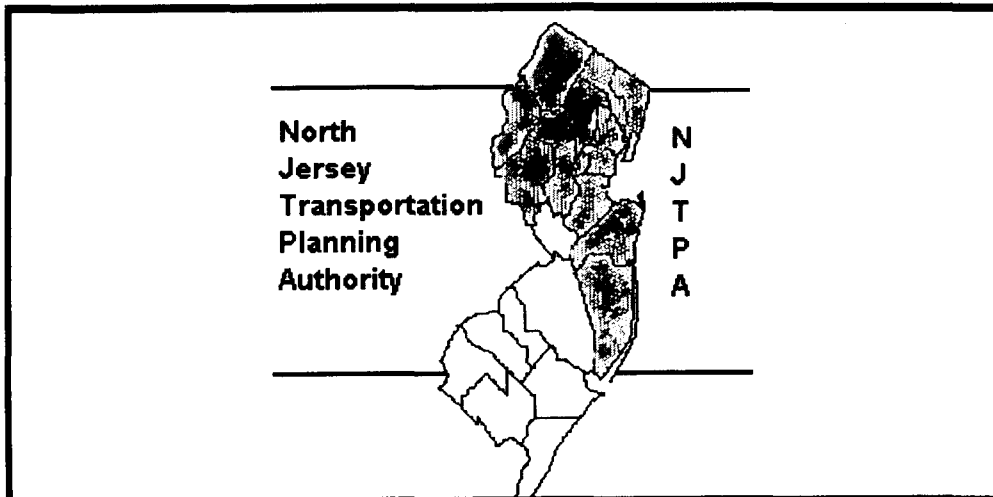 North
Jersey
Transportation
Planning
Authority
N
J
T
P
A